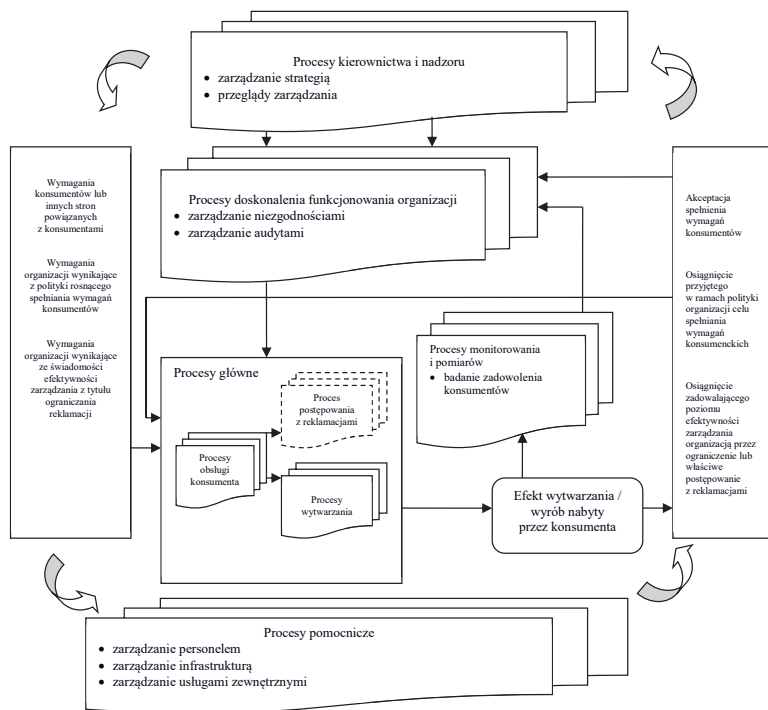 Procesy kierownictwa i nadzoru
• zarządzanie strategią
• przeglądy zarządzania
Wymagania
konsumentów lub
innych stron
powiązanych
z konsumentami
Wymagania
organizacji wynikające
z polityki rosnącego
spełniania wymagań
konsumentów
Wymagania
organizacji wynikające
ze świadomości
efektywności
zarządzania z tytułu
ograniczania
reklamacji
Procesy doskonalenia funkcjonowania organizacji
• zarządzanie niezgodnościami
• zarządzanie audytami
Procesy główne
Proces
postępowania
z reklamacjami
Procesy
obsługi
konsumenta
Procesy
wytwarzania
Procesy monitorowania
i pomiarów
• badanie zadowolenia
konsumentów
Efekt wytwarzania /
wyrób nabyty
przez konsumenta
Akceptacja
spełnienia
wymagań
konsumentów
Osiągnięcie
przyjętego
w ramach polityki
organizacji celu
spełniania
wymagań
konsumenckich
Osiągnięcie
zadowalającego
poziomu
efektywności
zarządzania
organizacją przez
ograniczenie lub
właściwe
postępowanie
z reklamacjami
Procesy pomocnicze
• zarządzanie personelem
• zarządzanie infrastrukturą
• zarządzanie usługami zewnętrznymi